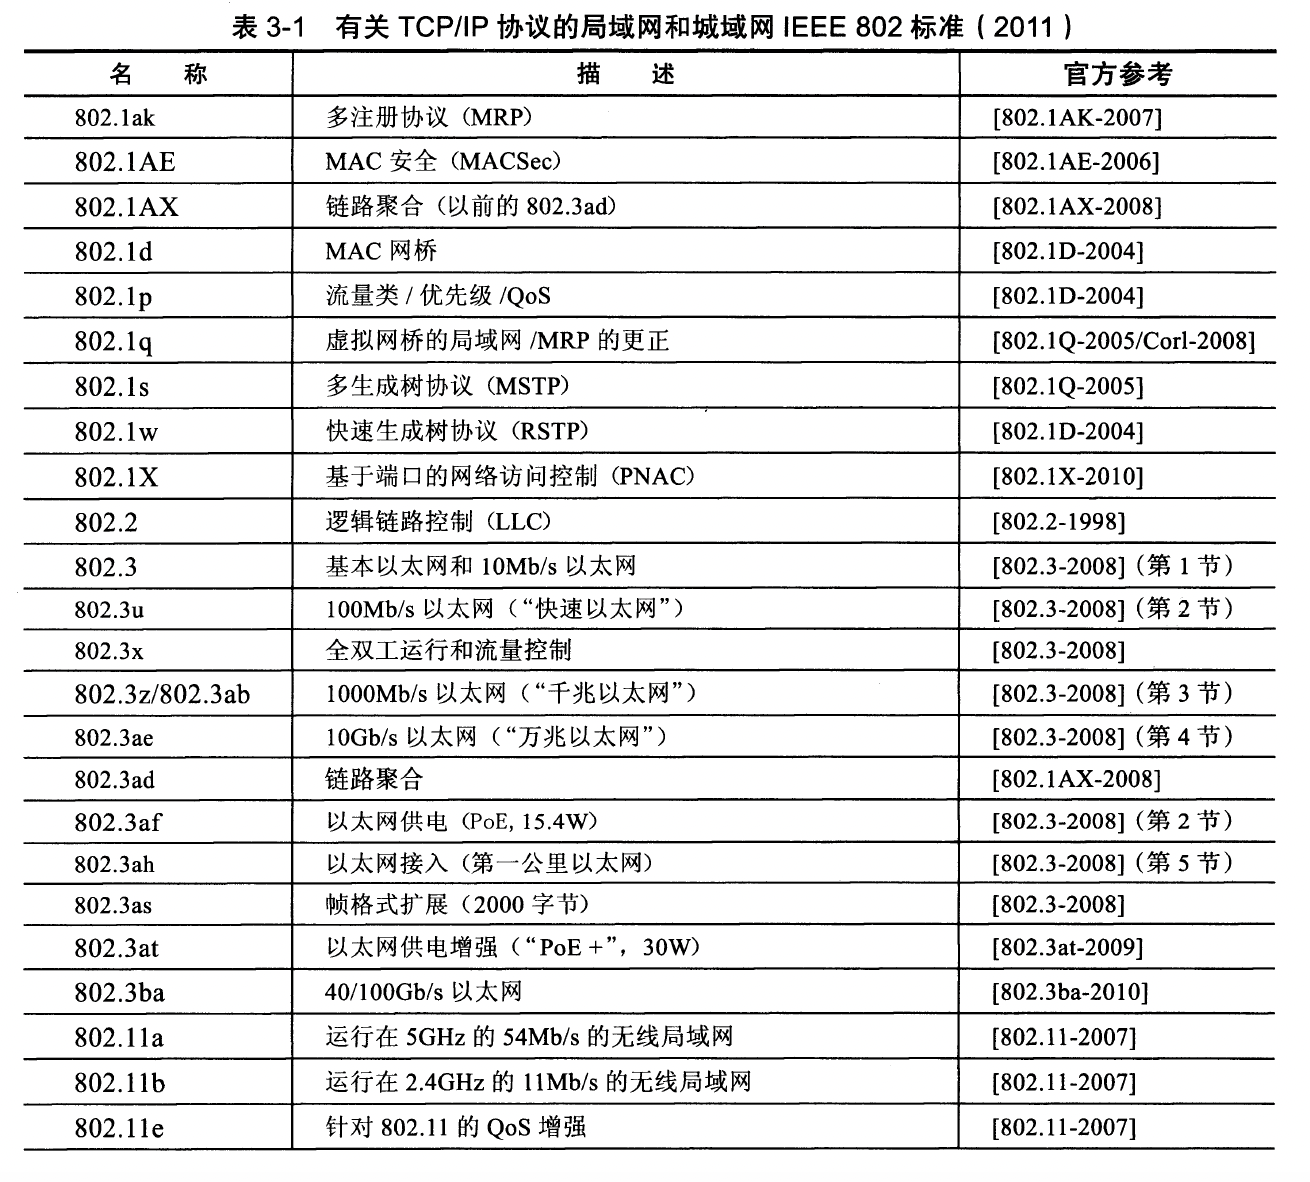 表 3-1 有关 TCP/IP 协议的局域网和城域网 IEEE 802 标准（2011）
名 称 描 述 官方参考
802.1ak 多注册协议（MRP） [802.1AK-2007]
802.1AE MAC 安全（MACSec） [802.1AE-2006]
802.1AX 链路聚合（以前的 802.3ad） [802.1AX-2008]
802.1d MAC 网桥 [802.1D-2004]
802.1p 流量类 / 优先级 /QoS [802.1D-2004]
802.1q 虚拟网桥的局域网 /MRP 的更正 [802.1Q-2005/Corl-2008]
802.1s 多生成树协议（MSTP） [802.1Q-2005]
802.1w 快速生成树协议（RSTP） [802.1D-2004]
802.1X 基于端口的网络访问控制（PNAC） [802.1X-2010]
802.2 逻辑链路控制（LLC） [802.2-1998]
802.3 基本以太网和 10Mb/s 以太网 [802.3-2008]（第 1 节）
802.3u 100Mb/s 以太网（“快速以太网”） [802.3-2008]（第 2 节）
802.3x 全双工运行和流量控制 [802.3-2008]
802.3z/802.3ab 1000Mb/s 以太网（“千兆以太网”） [802.3-2008]（第 3 节）
802.3ae 10Gb/s 以太网（“万兆以太网”） [802.3-2008]（第 4 节）
802.3ad 链路聚合 [802.1AX-2008]
802.3af 以太网供电（PoE, 15.4W） [802.3-2008]（第 2 节）
802.3ah 以太网接入（第一公里以太网） [802.3-2008]（第 5 节）
802.3as 帧格式扩展（2000 字节） [802.3-2008]
802.3at 以太网供电增强（“PoE +”，30W） [802.3at-2009]
802.3ba 40/100Gb/s 以太网 [802.3ba-2010]
802.11a 运行在 5GHz 的 54Mb/s 的无线局域网 [802.11-2007]
802.11b 运行在 2.4GHz 的 11Mb/s 的无线局域网 [802.11-2007]
802.11e 针对 802.11 的 QoS 增强 [802.11-2007]